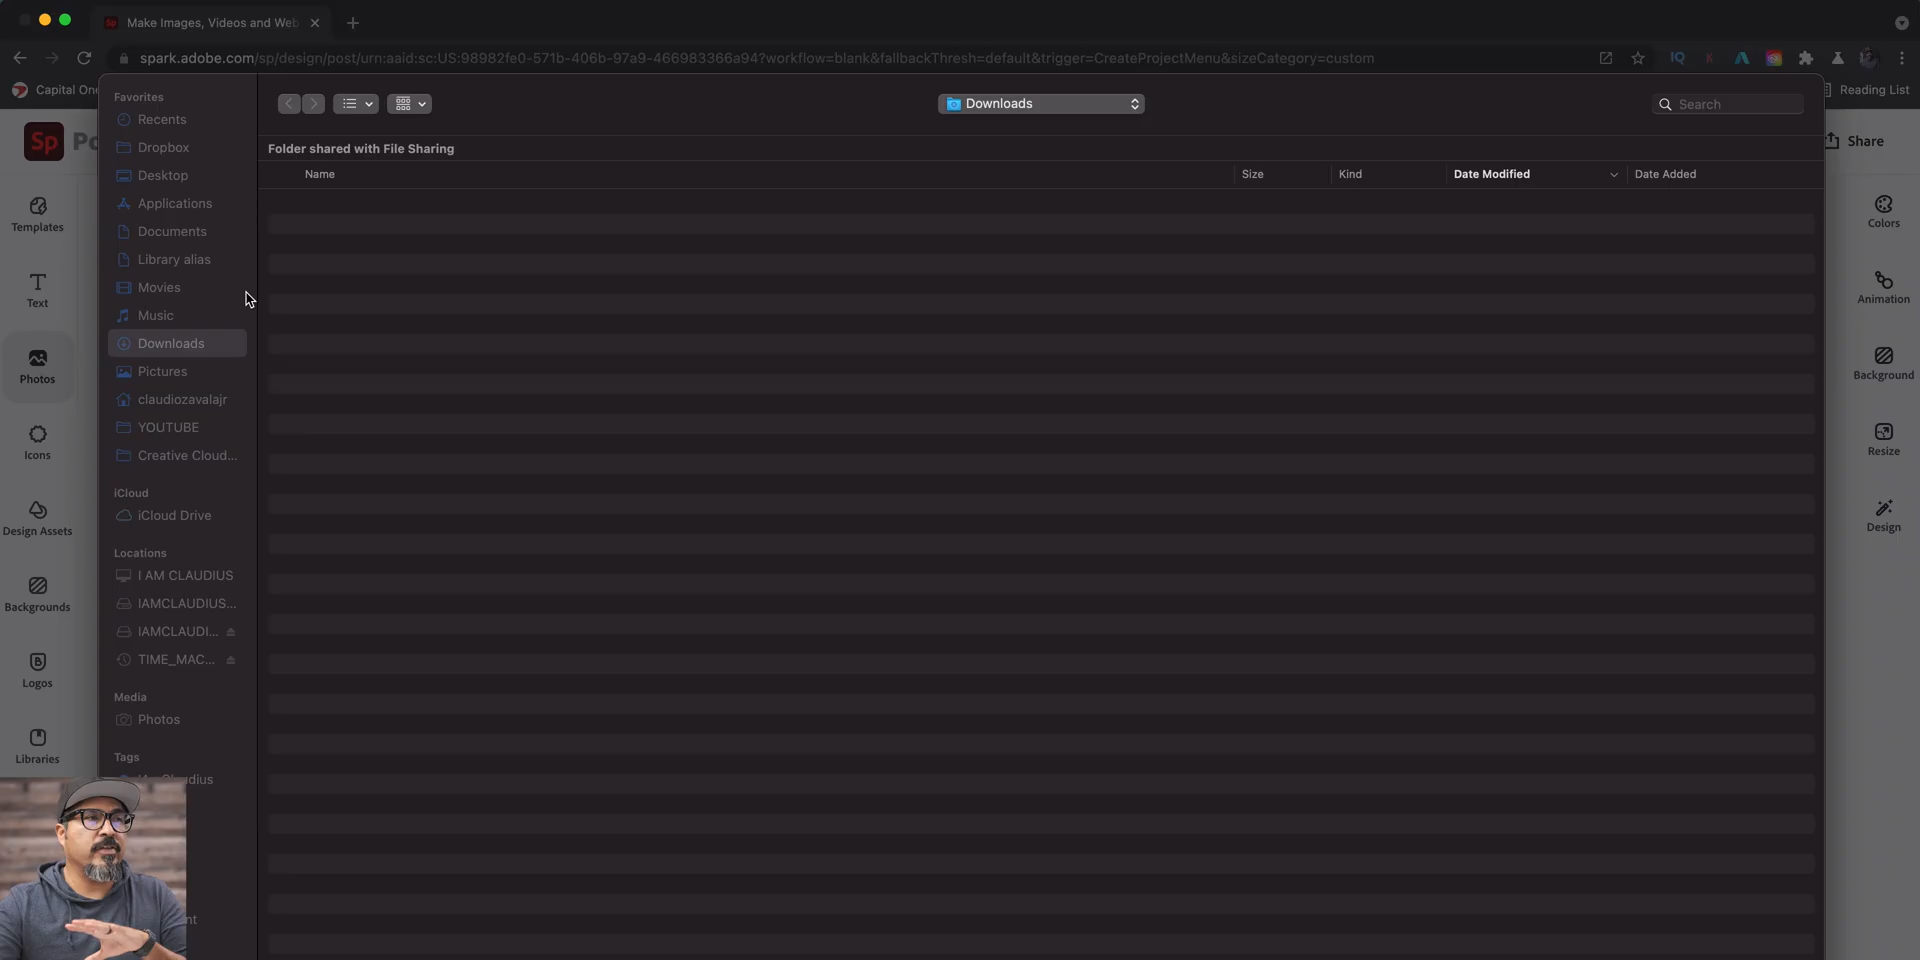 Make Images, Videos and Web
spark.adobe.com/sp/design/post/urn:aaid:sc:US:98982fe0-571b-406b-97a9-466983366a94?workflow=blank&fallbackThresh=default&trigger=CreateProjectMenu&sizeCategory=custom
Capital One
Reading List
Sp
Share
Templates
Text
Photos
Icons
Design Assets
Backgrounds
Logos
Libraries
Favorites
Recents
Dropbox
Desktop
Applications
Documents
Library alias
Movies
Music
Downloads
Pictures
claudiozavalajr
YOUTUBE
Creative Cloud...
iCloud
iCloud Drive
Locations
I AM CLAUDIUS
IAMCLAUDIUS...
IAMCLAUDI...
TIME_MAC...
Media
Photos
Tags
Downloads
Search
Folder shared with File Sharing
Name Size Kind Date Modified Date Added
Colors
Animation
Background
Resize
Design